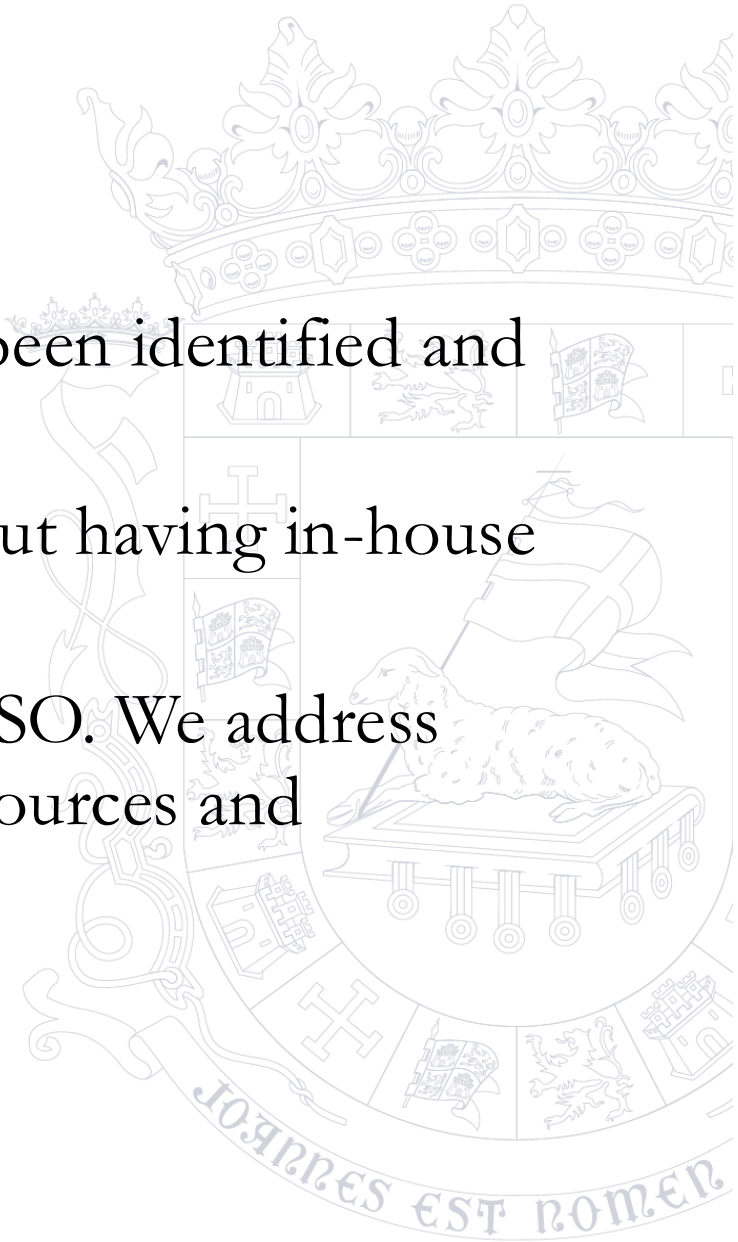 been identified and
ut having in-house
SO. We address
ources and
JOANNES EST NOMEN